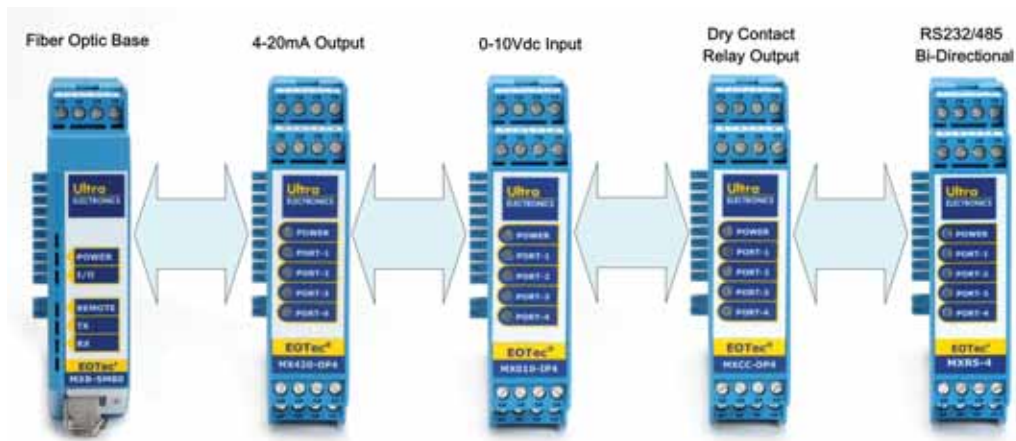 Fiber Optic Base
4-20mA Output
0-10Vdc Input
Dry Contact
Relay Output
RS232/485
Bi-Directional
Ultra
ELECTRONICS
POWER
I/O
REMOTE
TX
RX
EOTec
MXB-SM80
Ultra
ELECTRONICS
POWER
PORT-1
PORT-2
PORT-3
PORT-4
EOTec®
MX420-OP4
Ultra
ELECTRONICS
POWER
PORT-1
PORT-2
PORT-3
PORT-4
EOTec®
MX010-IP4
Ultra
ELECTRONICS
POWER
PORT-1
PORT-2
PORT-3
PORT-4
EOTec®
MXCC-OP4
Ultra
ELECTRONICS
POWER
PORT-1
PORT-2
PORT-3
PORT-4
EOTec
MXRS-4